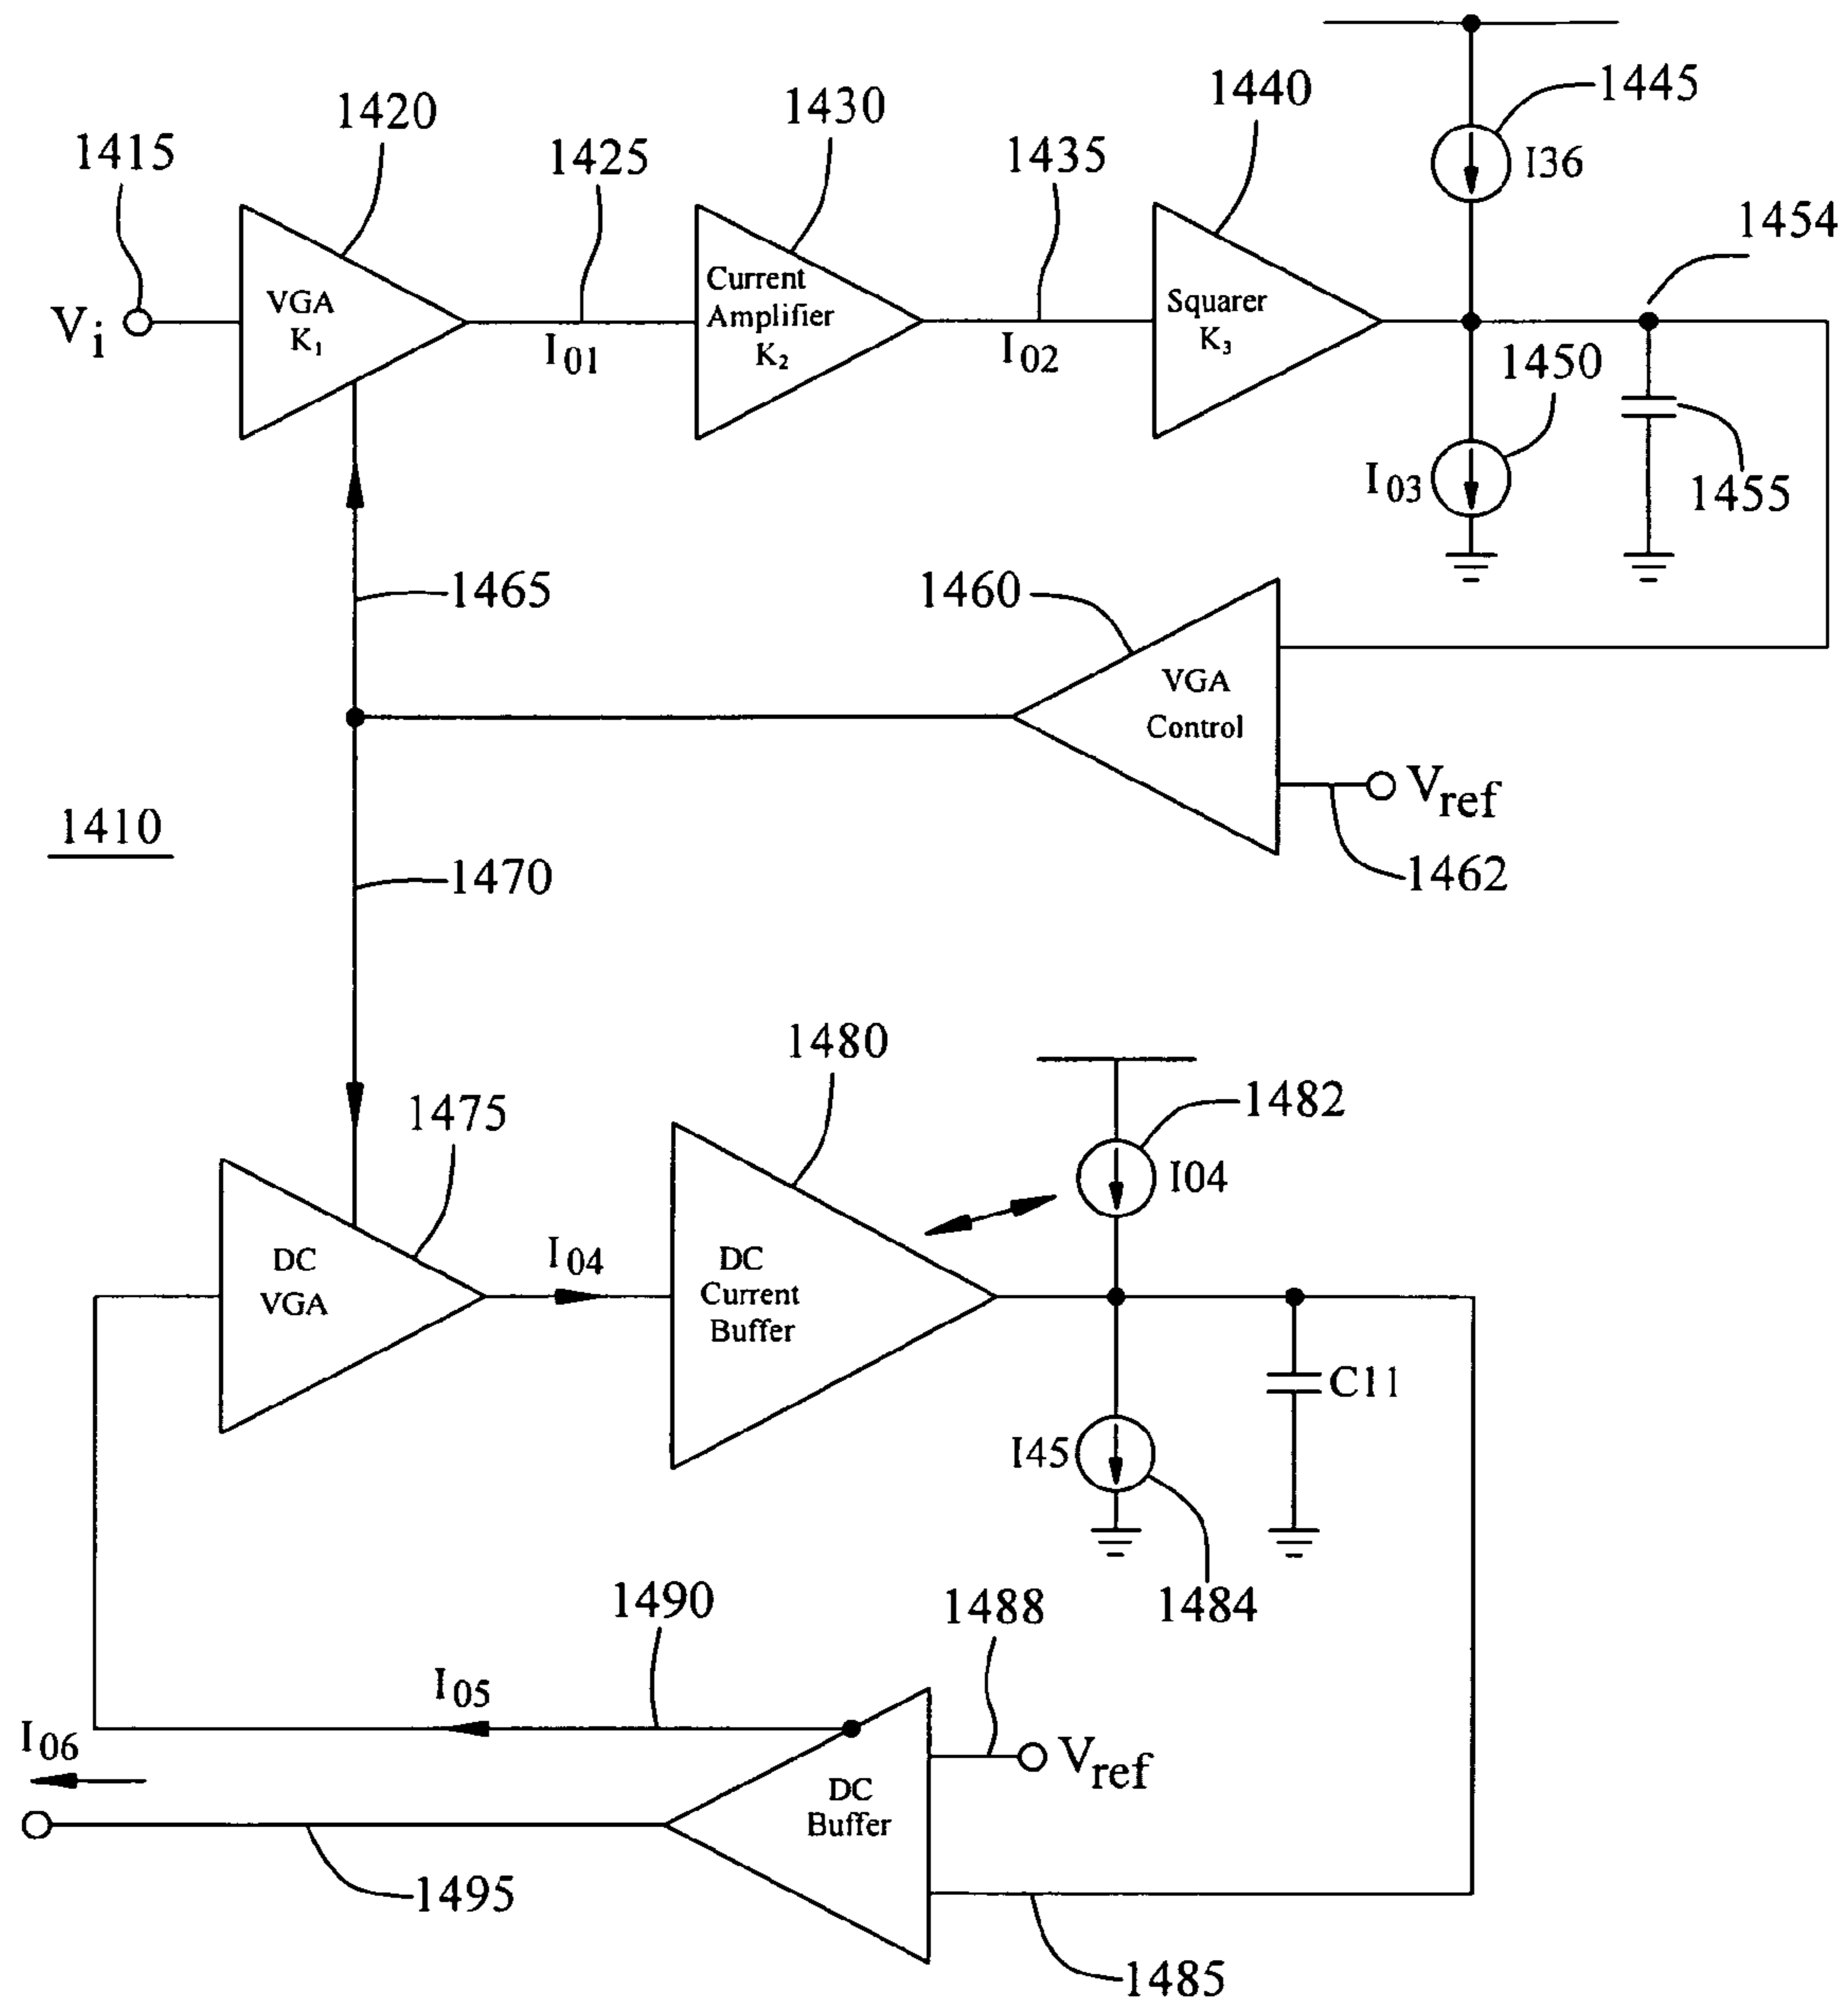 1415
1420
1425
1430
1435
1440
1445
I36
1454
V i
VGA
K1
I01
Current
Amplifier
K2
I02
Squarer
K3
1450
I03
1455
1465
1460
VGA
Control
Vref
1462
1410
1470
1475
1480
1482
I04
DC
VGA
I04
DC
Current
Buffer
C11
I45
1484
1490
1488
I05
I06
Vref
DC
Buffer
1495
1485